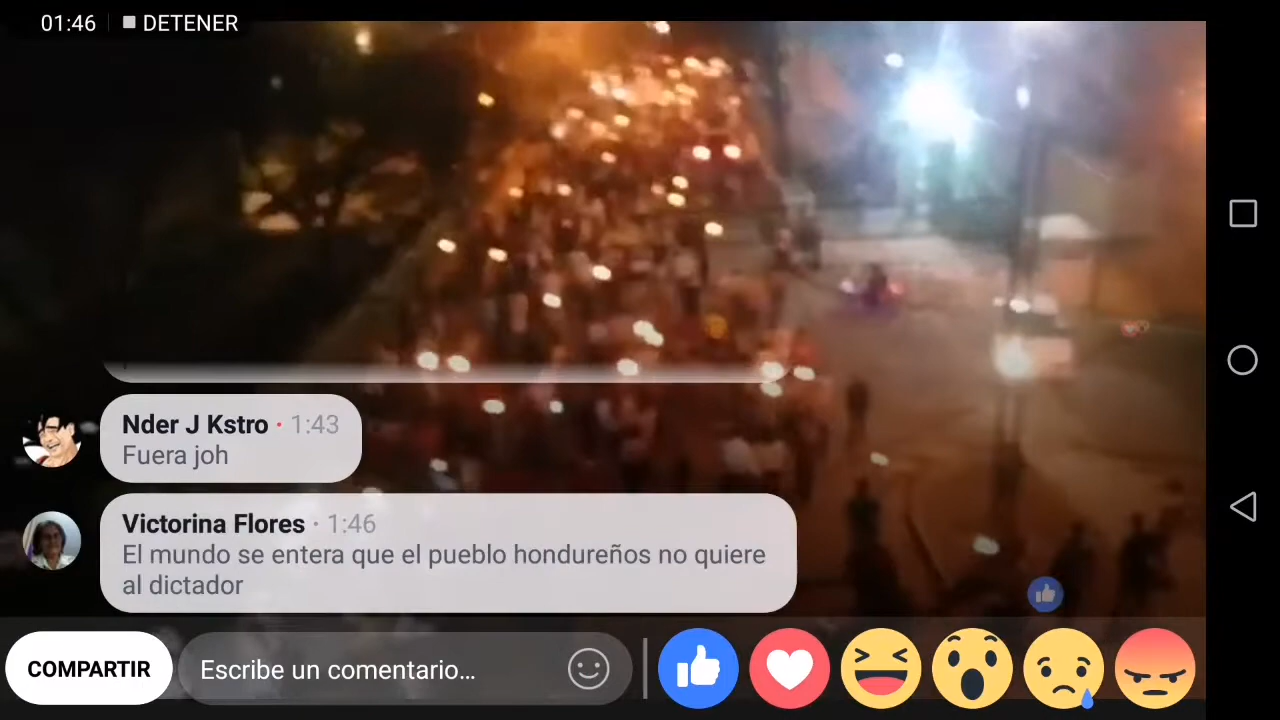 01:46 DETENER
Nder J Kstro · 1:43
Fuera joh
Victorina Flores · 1:46
El mundo se entera que el pueblo hondureños no quiere
al dictador
COMPARTIR Escribe un comentario...